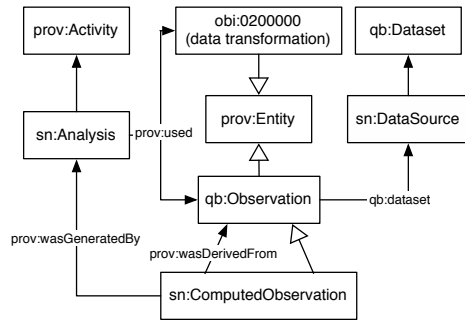 prov:Activity
obi:0200000
(data transformation)
qb:Dataset
sn:Analysis
prov:used
prov:Entity
sn:DataSource
qb:Observation
qb:dataset
prov:wasGeneratedBy
prov:wasDerivedFrom
sn:ComputedObservation